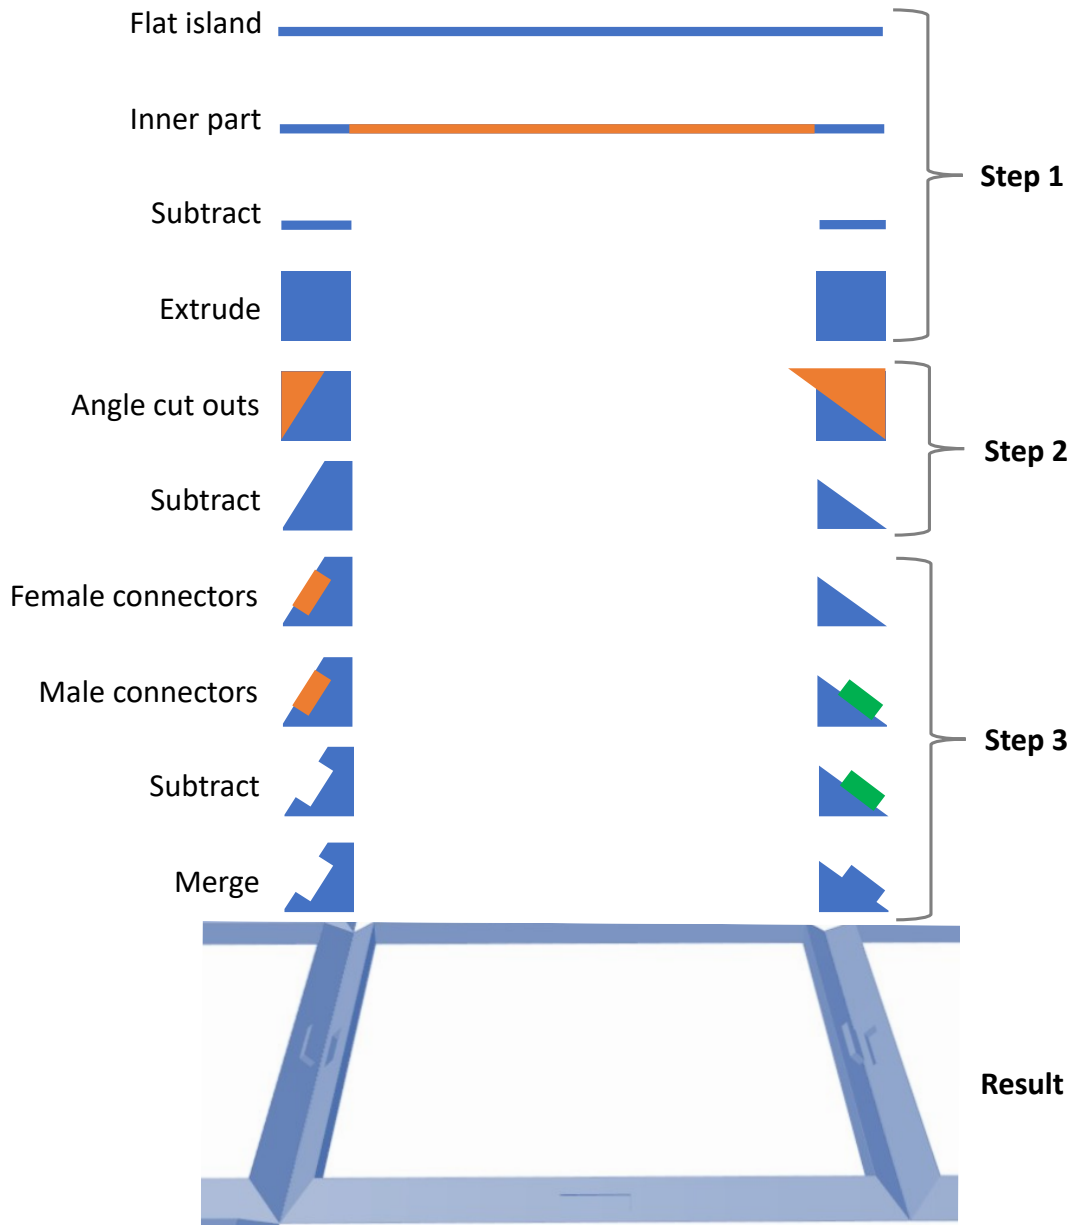 Flat island
Inner part
Step 1
Subtract
Extrude
Angle cut outs
Step 2
Subtract
Female connectors
Male connectors
Step 3
Subtract
Merge
Result